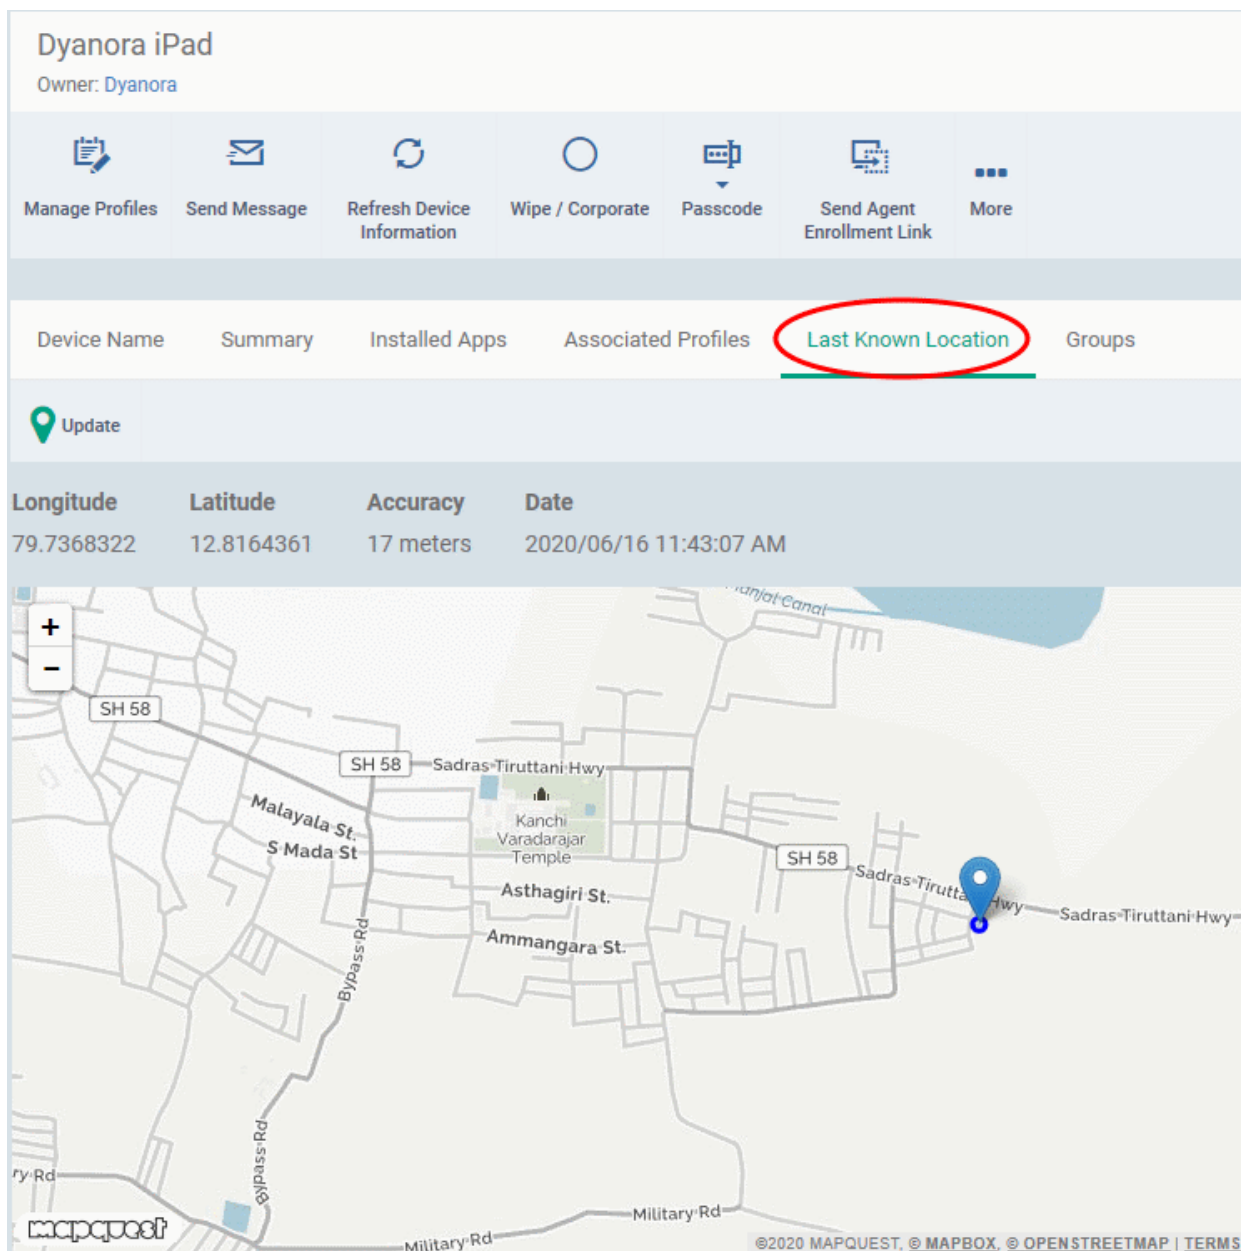 Dyanora iPad
Owner: Dyanora
Manage Profiles
Send Message
Refresh Device
Information
Wipe / Corporate
Passcode
Send Agent
Enrollment Link
More
Device Name
Summary
Installed Apps
Associated Profiles
Last Known Location
Groups
Update
Longitude Latitude Accuracy Date
79.7368322 12.8164361 17 meters 2020/06/16 11:43:07 AM
Canal
+
−
SH 58
SH 58
Sadras Tiruttani Hwy
Malayala St.
S Mada St
Kanchi
Varadarajar
Temple
SH 58
Sadras Tiruttani Hwy
Sadras Tiruttani Hwy
Asthagiri St.
Ammangara St.
Bypass Rd
Bypass Rd
ry Rd
Military Rd
Military Rd
mapquest
©2020 MAPQUEST, © MAPBOX, © OPENSTREETMAP | TERMS